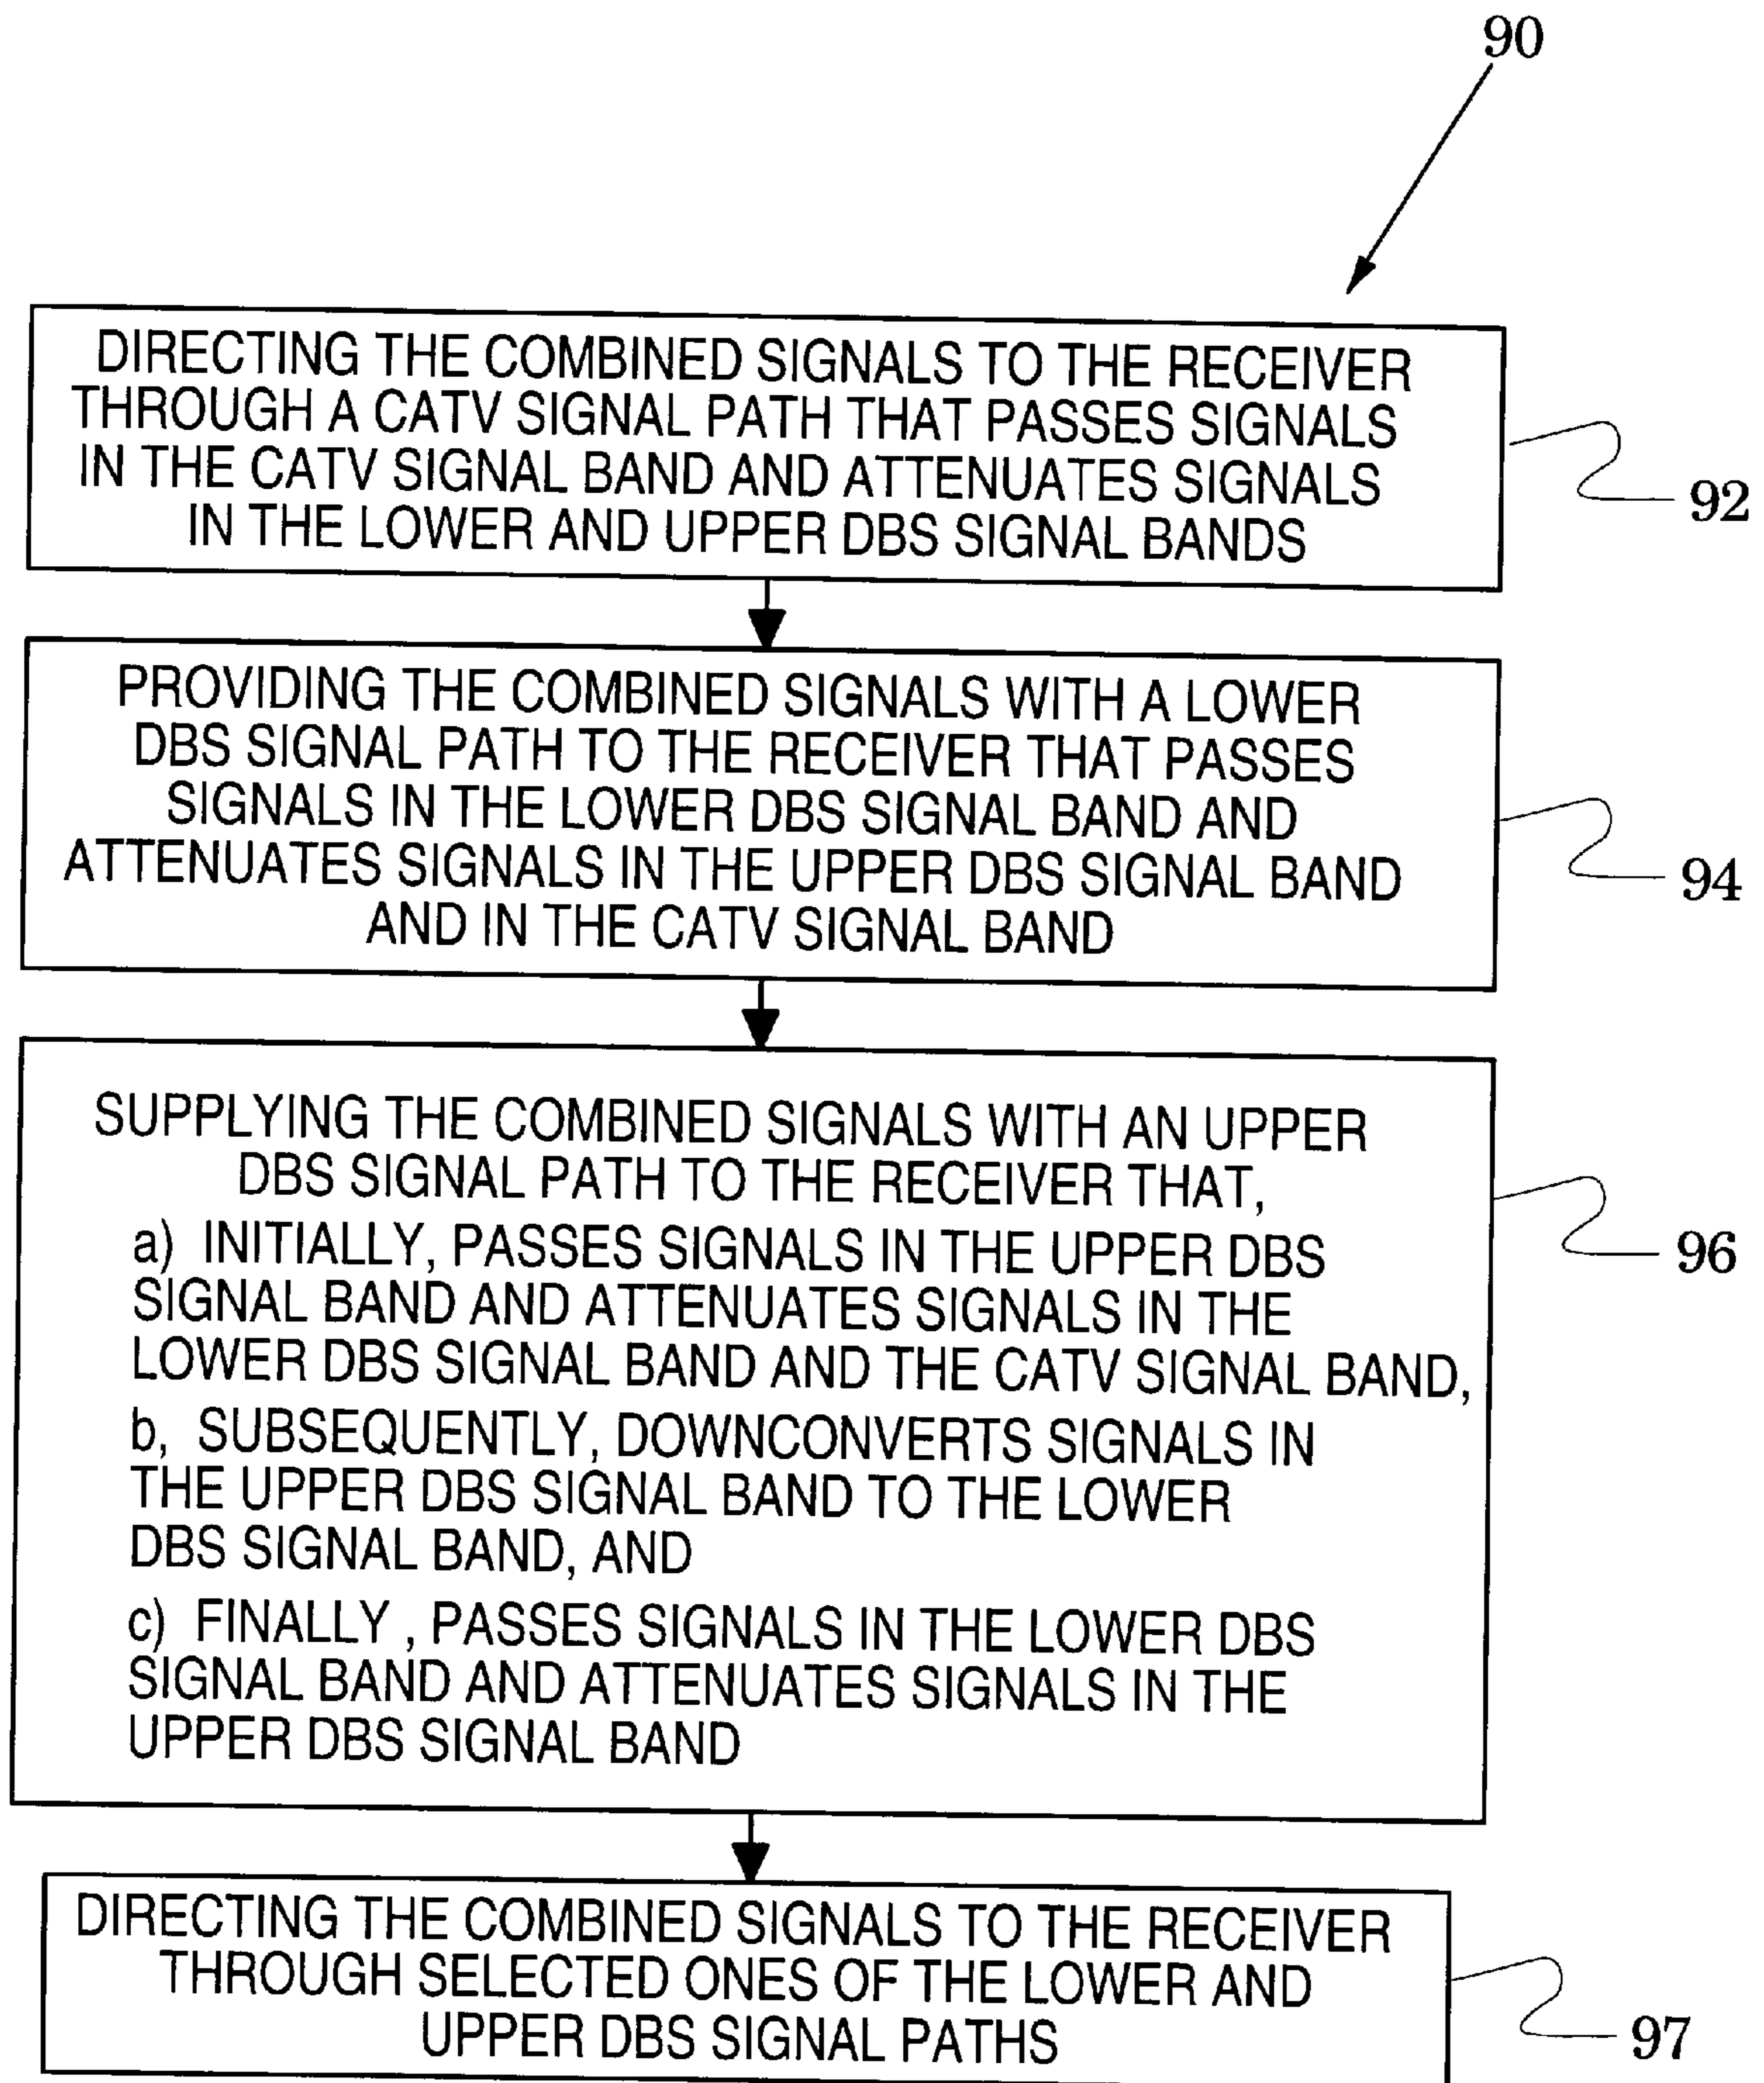 90
DIRECTING THE COMBINED SIGNALS TO THE RECEIVER
THROUGH A CATV SIGNAL PATH THAT PASSES SIGNALS
IN THE CATV SIGNAL BAND AND ATTENUATES SIGNALS
IN THE LOWER AND UPPER DBS SIGNAL BANDS
92
PROVIDING THE COMBINED SIGNALS WITH A LOWER
DBS SIGNAL PATH TO THE RECEIVER THAT PASSES
SIGNALS IN THE LOWER DBS SIGNAL BAND AND
ATTENUATES SIGNALS IN THE UPPER DBS SIGNAL BAND
AND IN THE CATV SIGNAL BAND
94
SUPPLYING THE COMBINED SIGNALS WITH AN UPPER
DBS SIGNAL PATH TO THE RECEIVER THAT,
a) INITIALLY, PASSES SIGNALS IN THE UPPER DBS
SIGNAL BAND AND ATTENUATES SIGNALS IN THE
LOWER DBS SIGNAL BAND AND THE CATV SIGNAL BAND,
b, SUBSEQUENTLY, DOWNCONVERTS SIGNALS IN
THE UPPER DBS SIGNAL BAND TO THE LOWER
DBS SIGNAL BAND, AND
c) FINALLY , PASSES SIGNALS IN THE LOWER DBS
SIGNAL BAND AND ATTENUATES SIGNALS IN THE
UPPER DBS SIGNAL BAND
96
DIRECTING THE COMBINED SIGNALS TO THE RECEIVER
THROUGH SELECTED ONES OF THE LOWER AND
UPPER DBS SIGNAL PATHS
97